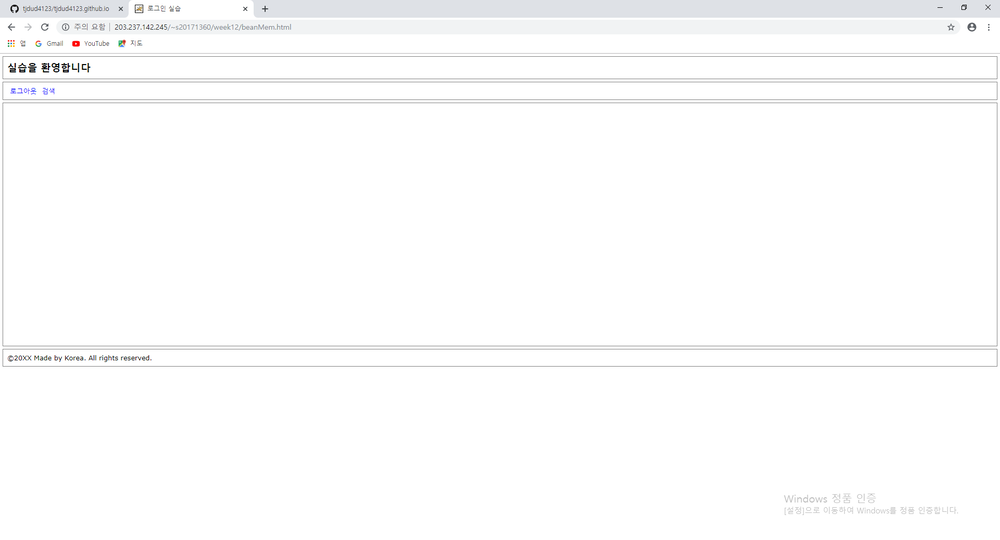 tjdud4123/tjdud4123.github.io
로그인 실습
주의 요함 | 203.237.142.245/~s20171360/week12/beanMem.html
앱 Gmail YouTube 지도
실습을 환영합니다
로그아웃 검색
©20XX Made by Korea. All rights reserved.
Windows 정품 인증
[설정]으로 이동하여 Windows를 정품 인증합니다.